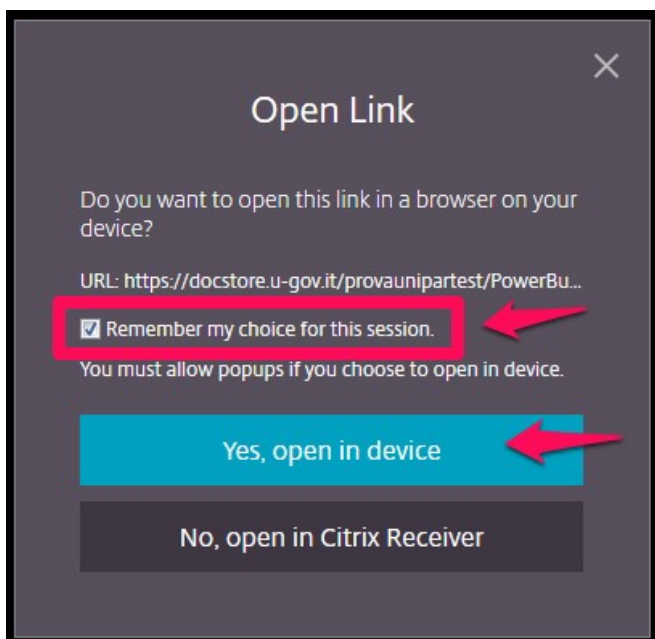 Open Link
Do you want to open this link in a browser on your
device?
URL: https://docstore.u-gov.it/provaunipartest/PowerBu...
Remember my choice for this session.
You must allow popups if you choose to open in device.
Yes, open in device
No, open in Citrix Receiver